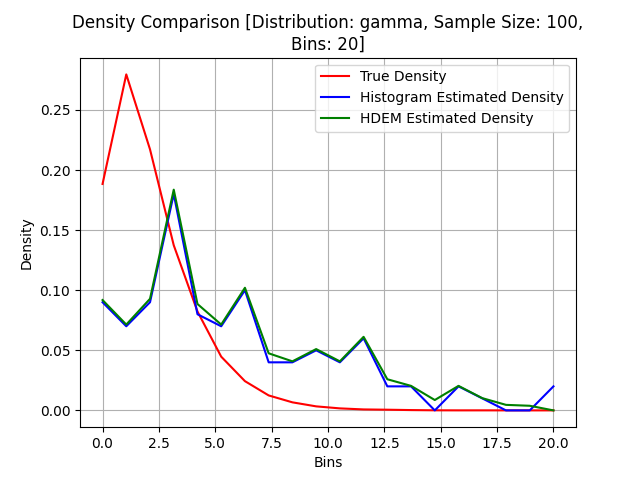 Density Comparison [Distribution: gamma, Sample Size: 100,
Bins: 20]
True Density
Histogram Estimated Density
HDEM Estimated Density
Density
0.25
0.20
0.15
0.10
0.05
0.00
0.0 2.5 5.0 7.5 10.0 12.5 15.0 17.5 20.0
Bins